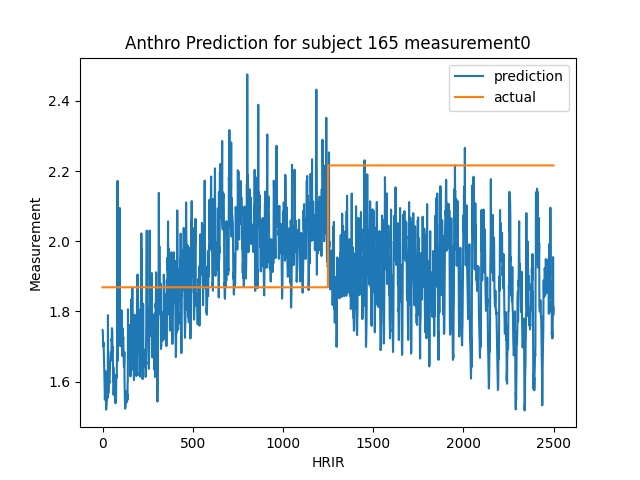 Anthro Prediction for subject 165 measurement0
prediction
actual
2.4
2.2
2.0
1.8
1.6
Measurement
0
500
1000
1500
2000
2500
HRIR